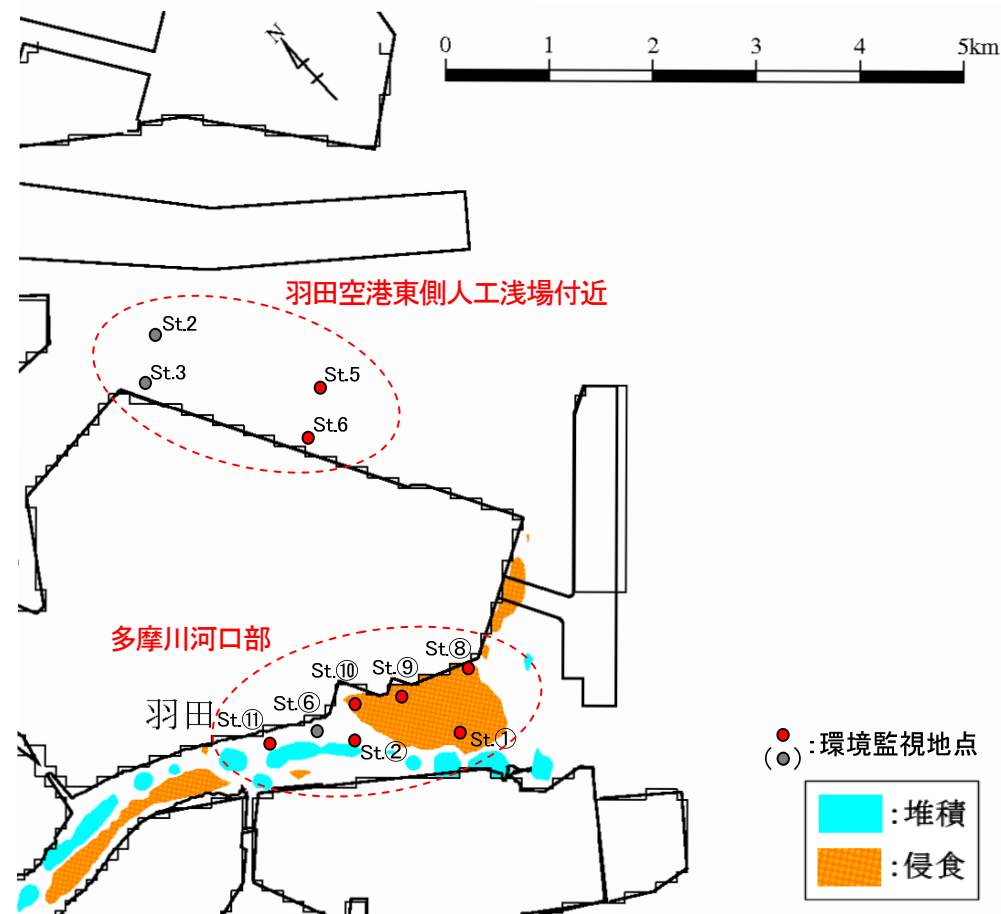 N
0 1 2 3 4 5km
羽田空港東側人工浅場付近
St.2
St.3
St.5
St.6
多摩川河口部
St.⑧
St.⑨
St.⑩
羽田
St.⑥
St.⑪
St.②
St.①
( ) :環境監視地点
:堆積
:侵食